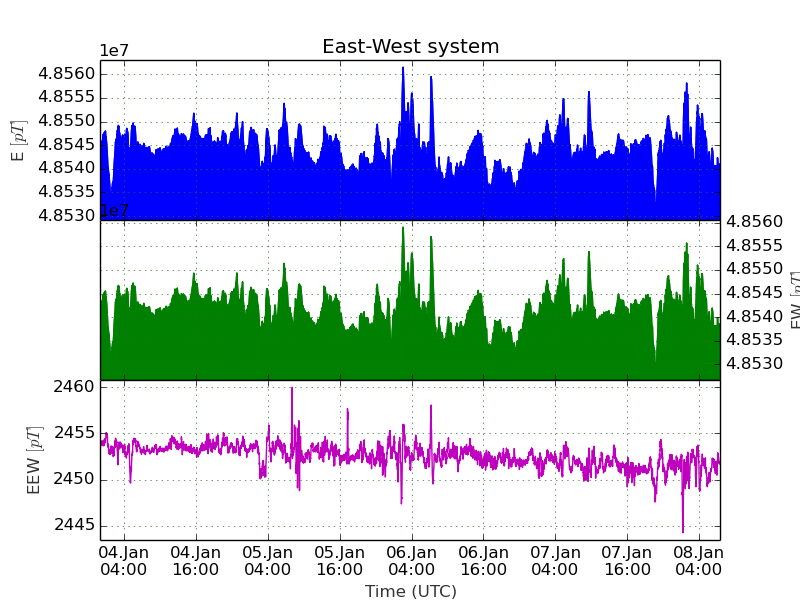 East-West system
1e7
4.8560
4.8555
4.8550
4.8545
4.8540
4.8535
4.8530
E [pT]
1e7
4.8560
4.8555
4.8550
4.8545
4.8540
4.8535
4.8530
EW [pT]
2460
2455
2450
2445
EEW [pT]
04.Jan 04.Jan 05.Jan 05.Jan 06.Jan 06.Jan 07.Jan 07.Jan 08.Jan
04:00 16:00 04:00 16:00 04:00 16:00 04:00 16:00 04:00
Time (UTC)